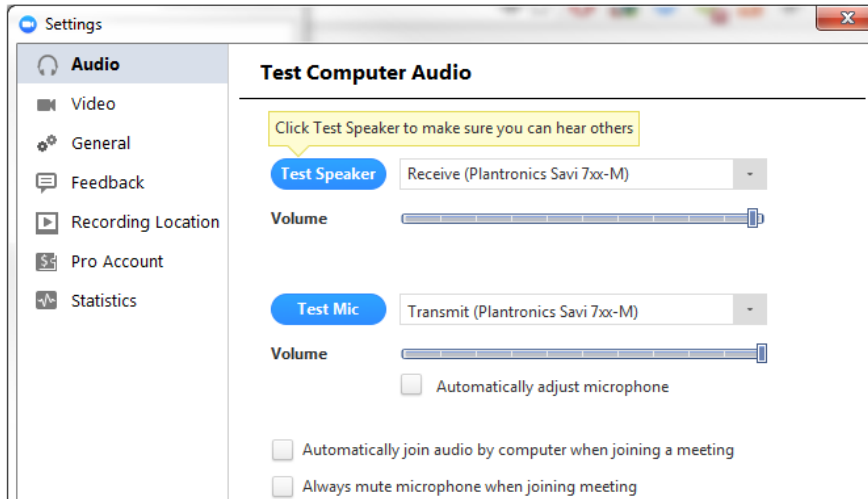 Settings
Audio
Video
General
Feedback
Recording Location
Pro Account
Statistics
Test Computer Audio
Click Test Speaker to make sure you can hear others
Test Speaker
Receive (Plantronics Savi 7xx-M)
Volume
Test Mic
Transmit (Plantronics Savi 7xx-M)
Volume
Automatically adjust microphone
Automatically join audio by computer when joining a meeting
Always mute microphone when joining meeting